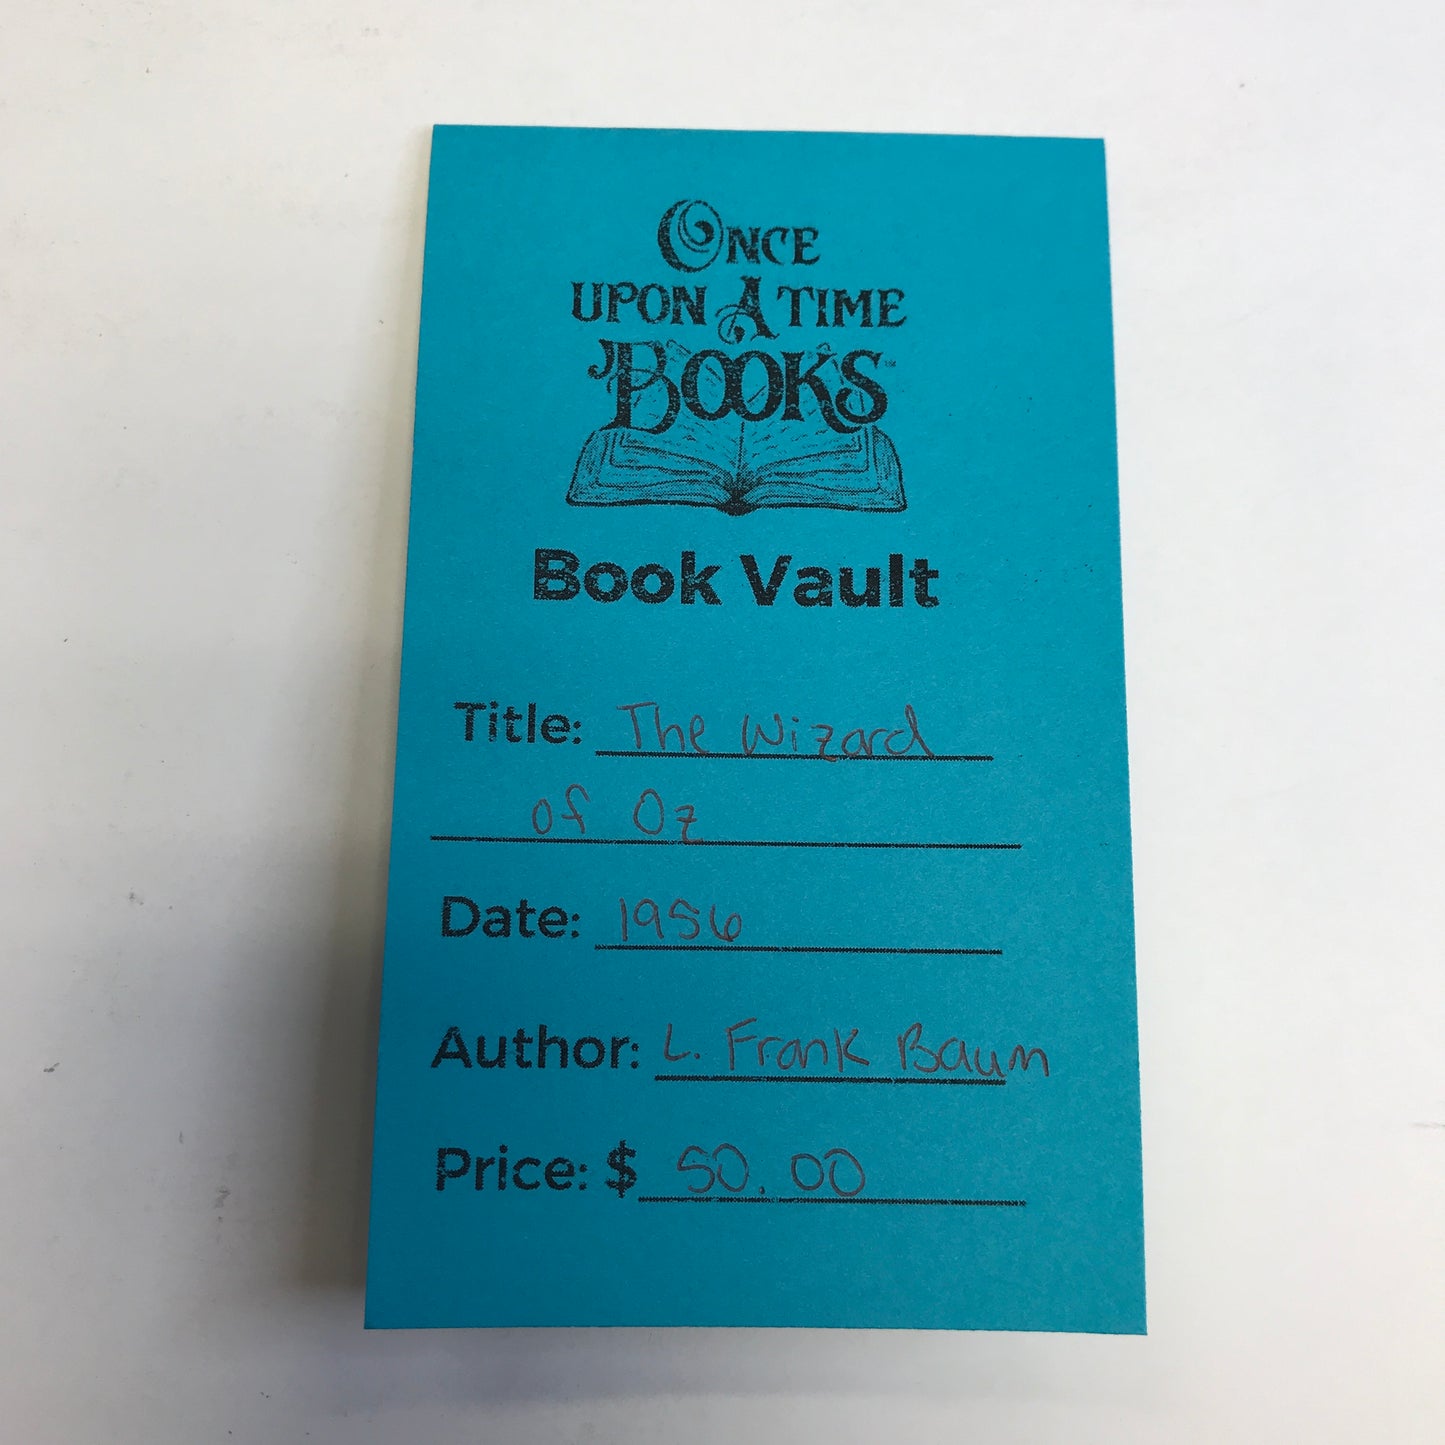 ONCE
UPON A TIME
BOOKS
Book Vault
Title: The Wizard
of Oz
Date: 1956
Author: L. Frank Baum
Price: $ 50.00